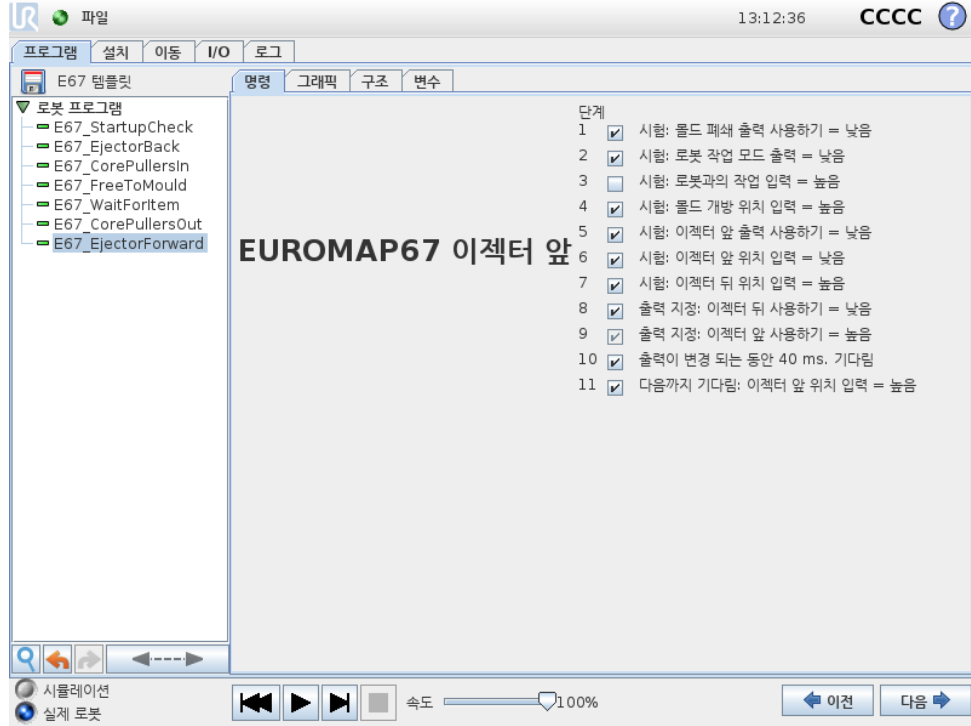 UR 파일 13:12:36 CCCC ?
프로그램 설치 이동 I/O 로그
E67 템플릿
명령 그래픽 구조 변수
로봇 프로그램
E67_StartupCheck
E67_EjectorBack
E67_CorePullersIn
E67_FreeToMould
E67_WaitForItem
E67_CorePullersOut
E67_EjectorForward
EUROMAP67 이젝터 앞
단계
1 시험: 몰드 폐쇄 출력 사용하기 = 낮음
2 시험: 로봇 작업 모드 출력 = 낮음
3 시험: 로봇과의 작업 입력 = 높음
4 시험: 몰드 개방 위치 입력 = 높음
5 시험: 이젝터 앞 출력 사용하기 = 낮음
6 시험: 이젝터 앞 위치 입력 = 낮음
7 시험: 이젝터 뒤 위치 입력 = 높음
8 출력 지정: 이젝터 뒤 사용하기 = 낮음
9 출력 지정: 이젝터 앞 사용하기 = 높음
10 출력이 변경 되는 동안 40 ms. 기다림
11 다음까지 기다림: 이젝터 앞 위치 입력 = 높음
시뮬레이션
실제 로봇
속도 100%
이전 다음